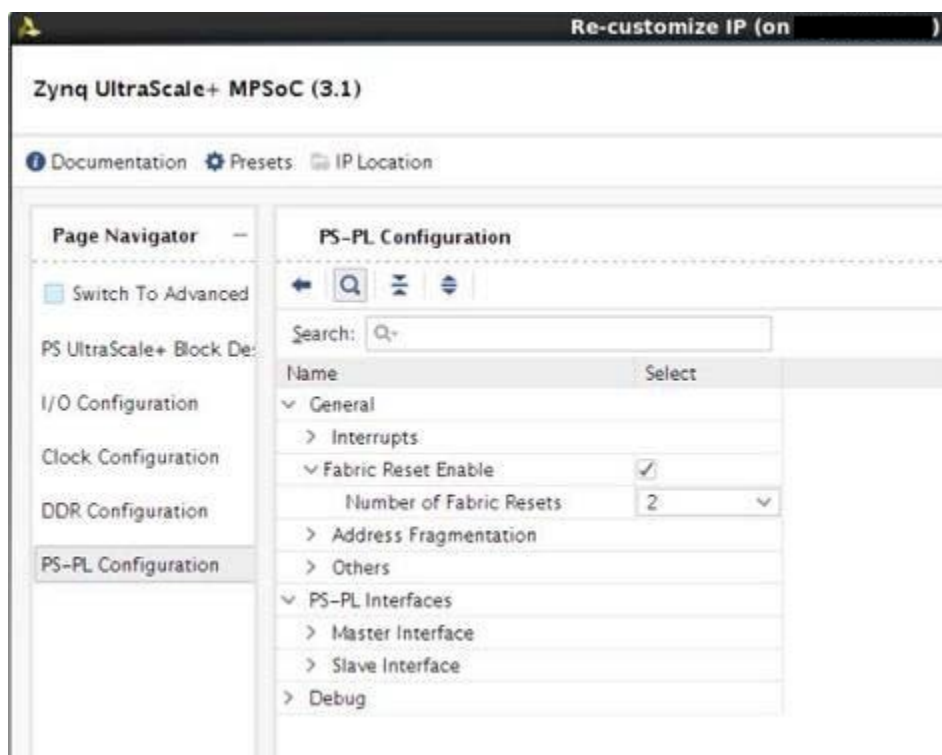 Re-customize IP (on )
Zynq UltraScale+ MPSoC (3.1)
Documentation Presets IP Location
Page Navigator
Switch To Advanced
PS UltraScale+ Block De
I/O Configuration
Clock Configuration
DDR Configuration
PS-PL Configuration
PS-PL Configuration
Search:
Name Select
General
Interrupts
Fabric Reset Enable
Number of Fabric Resets 2
Address Fragmentation
Others
PS-PL Interfaces
Master Interface
Slave Interface
Debug